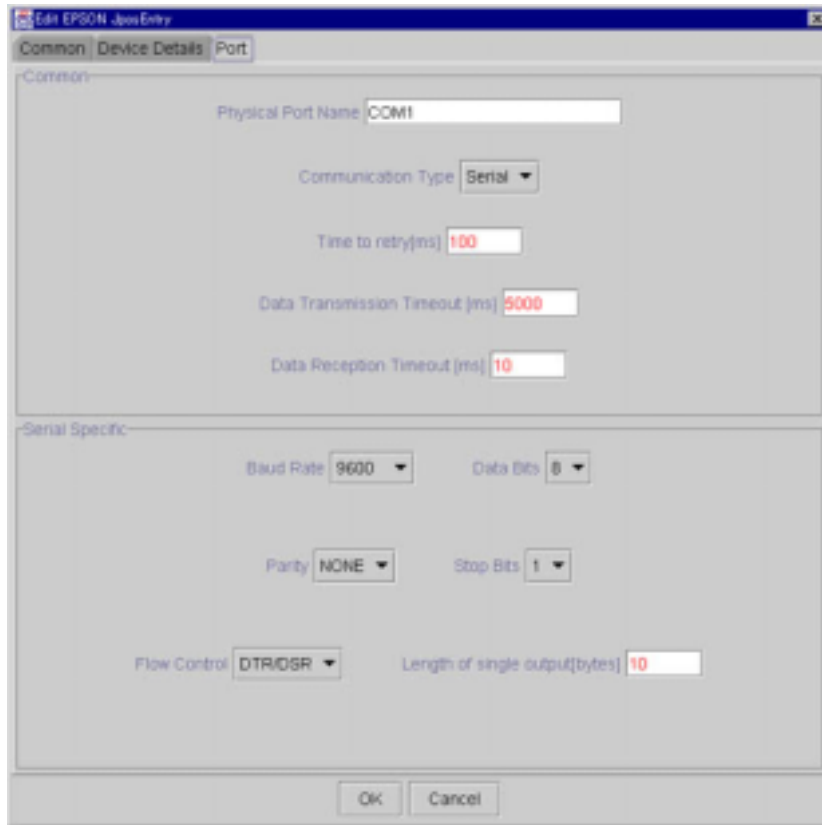 Edit EPSON JposEntry
Common Device Details Port
Common
Physical Port Name COM1
Communication Type Serial
Time to retry[ms] 100
Data Transmission Timeout [ms] 5000
Data Reception Timeout [ms] 10
Serial Specific
Baud Rate 9600 Data Bits 8
Parity NONE Stop Bits 1
Flow Control DTR/DSR Length of single output[bytes] 10
OK Cancel